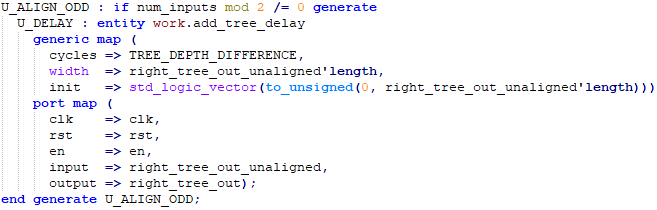 U_ALIGN_ODD : if num_inputs mod 2 /= 0 generate
  U_DELAY : entity work.add_tree_delay
    generic map (
      cycles => TREE_DEPTH_DIFFERENCE,
      width  => right_tree_out_unaligned'length,
      init   => std_logic_vector(to_unsigned(0, right_tree_out_unaligned'length)))
    port map (
      clk    => clk,
      rst    => rst,
      en     => en,
      input  => right_tree_out_unaligned,
      output => right_tree_out);
end generate U_ALIGN_ODD;